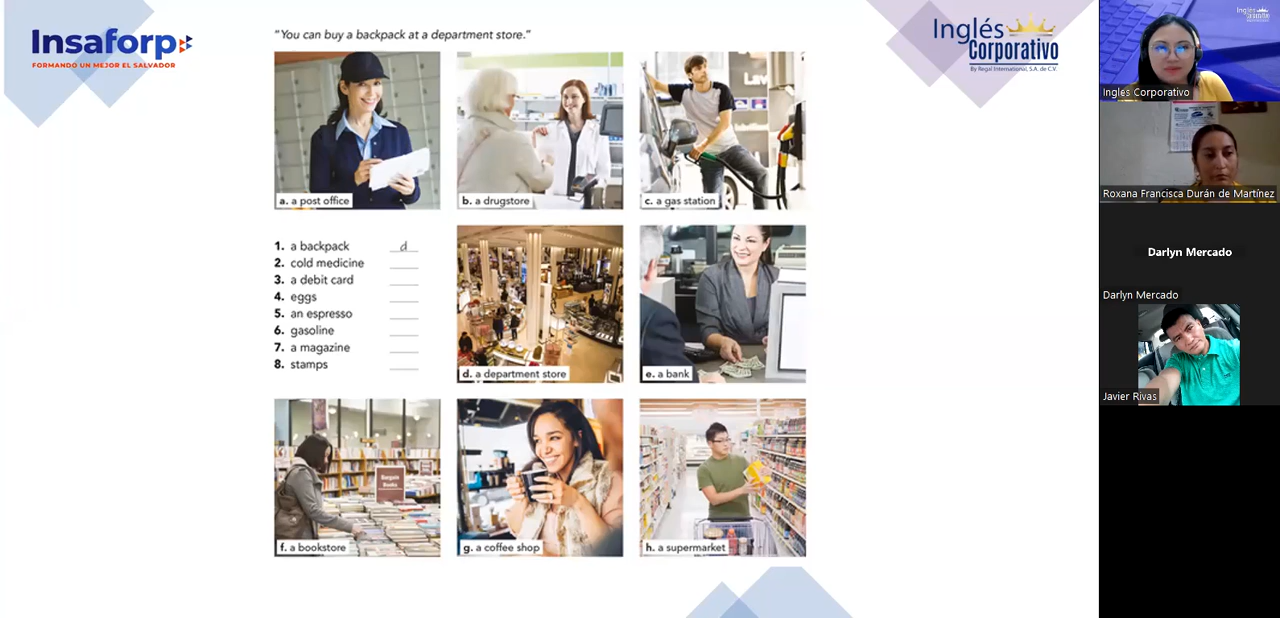 Insaforp
FORMANDO UN MEJOR EL SALVADOR
"You can buy a backpack at a department store."
Inglés
Corporativo
By Regal International, S.A. de C.V.
a. a post office
b. a drugstore
c. a gas station
1. a backpack d
2. cold medicine
3. a debit card
4. eggs
5. an espresso
6. gasoline
7. a magazine
8. stamps
d. a department store
e. a bank
Bargain
Books
f. a bookstore
g. a coffee shop
h. a supermarket
Ingles Corporativo
Roxana Francisca Durán de Martínez
Darlyn Mercado
Darlyn Mercado
Javier Rivas